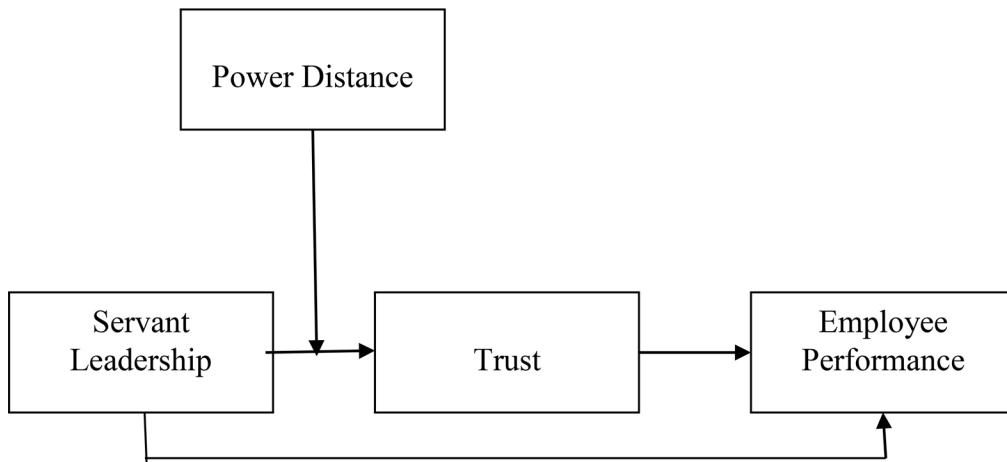 Power Distance
Servant
Leadership
Trust
Employee
Performance